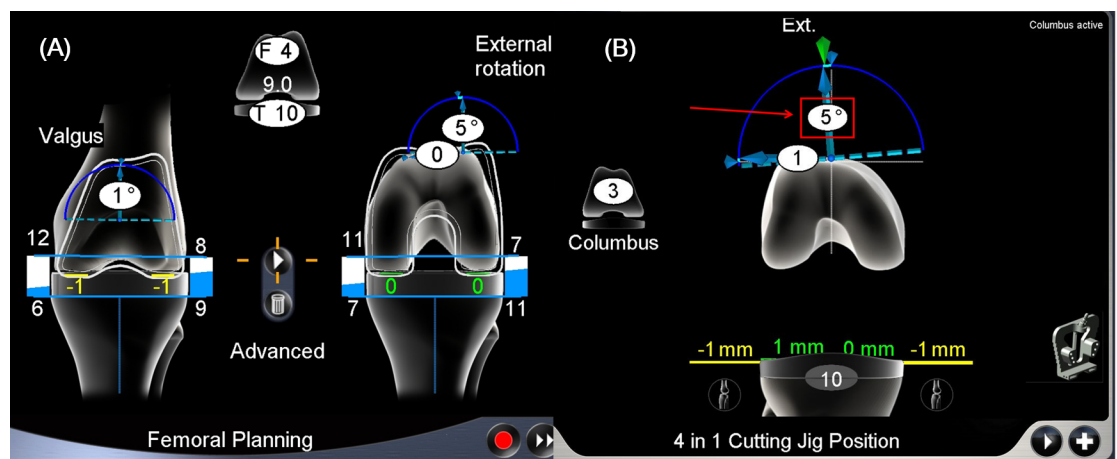 (A)
F 4
9.0
T 10
External
rotation
Valgus
5°
0
1°
12
8
11
7
-1
-1
0
0
6
9
7
11
Advanced
Femoral Planning
(B)
Ext.
Columbus active
5°
1
3
Columbus
-1 mm
1 mm
0 mm
-1 mm
10
4 in 1 Cutting Jig Position